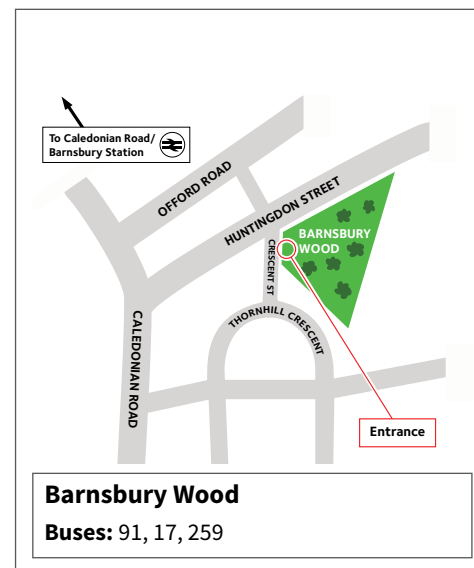 To Caledonian Road/
Barnsbury Station
OFFORD ROAD
HUNTINGDON STREET
BARNSBURY
WOOD
CRESCENT ST
THORNHILL CRESCENT
CALEDONIAN ROAD
Entrance
Barnsbury Wood
Buses: 91, 17, 259